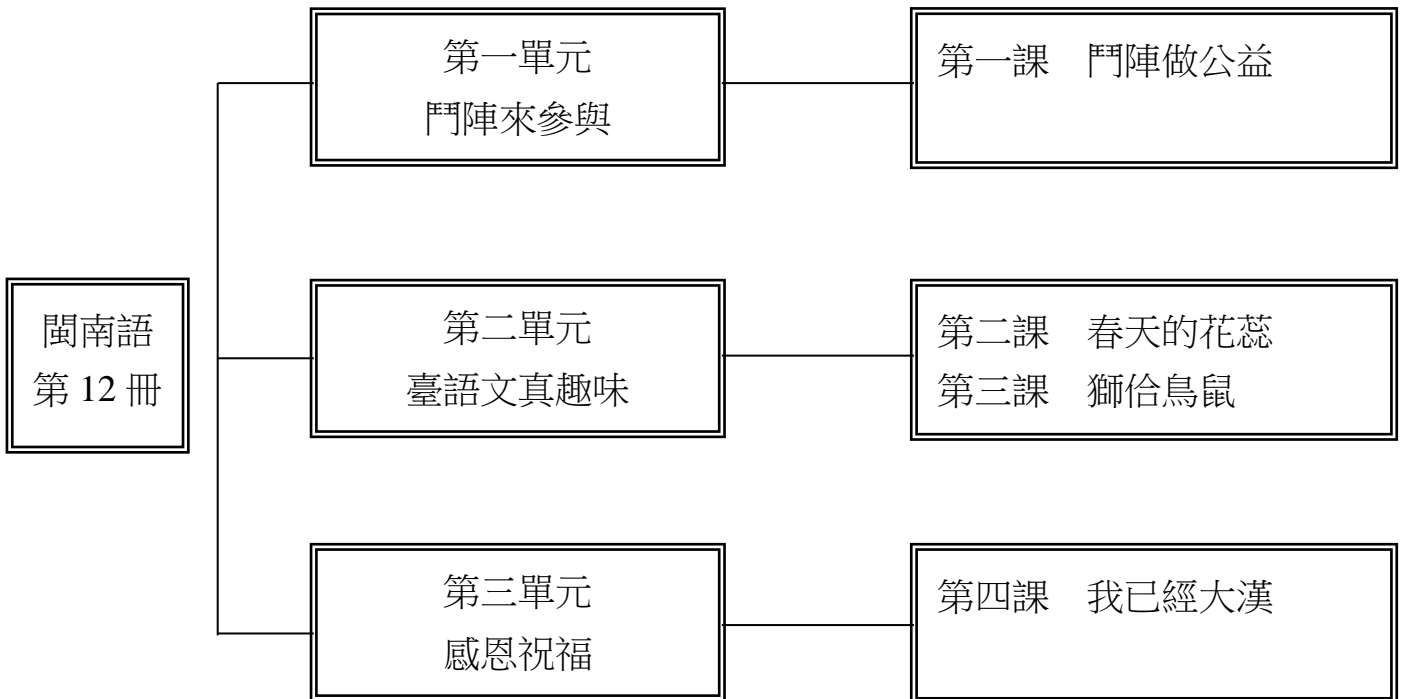 閩南語
第 12 冊
第一單元
鬥陣來參與
第一課　鬥陣做公益
第二單元
臺語文真趣味
第二課　春天的花蕊
第三課　獅佮鳥鼠
第三單元
感恩祝福
第四課　我已經大漢